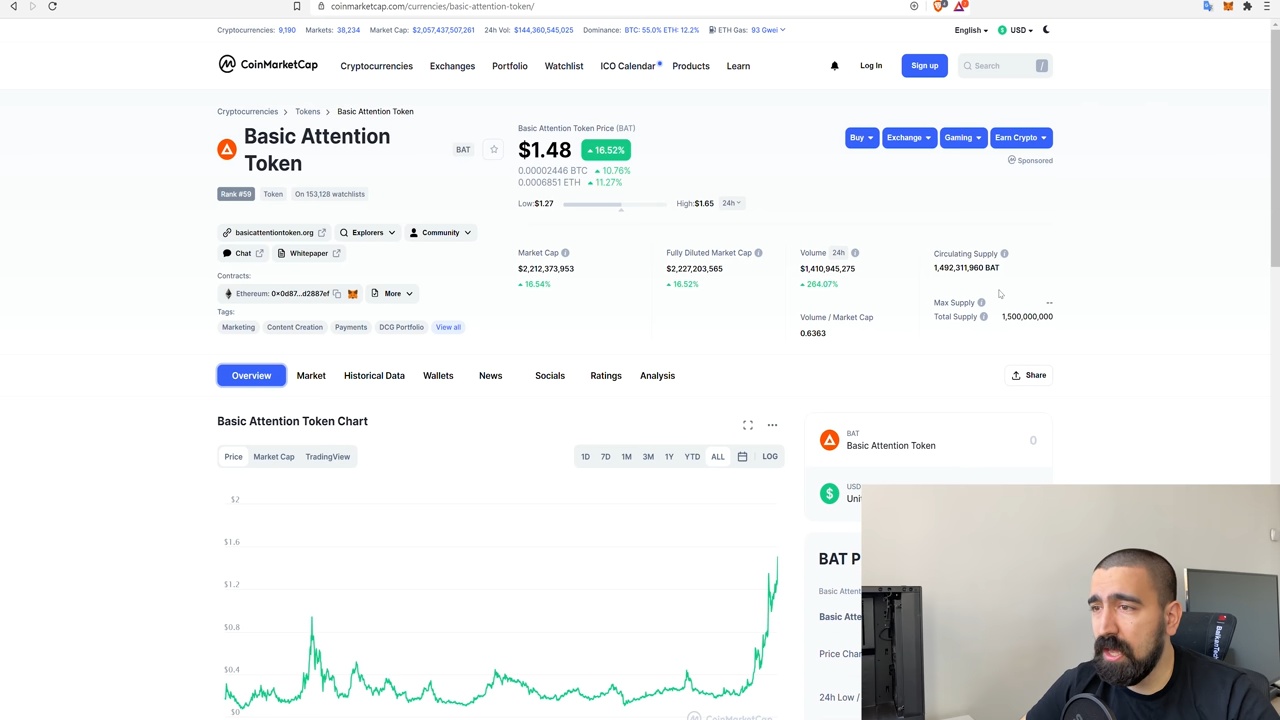 coinmarketcap.com/currencies/basic-attention-token/
Cryptocurrencies: 9,190 Markets: 38,234 Market Cap: $2,057,437,507,261 24h Vol: $144,360,545,025 Dominance: BTC: 55.0% ETH: 12.2% ETH Gas: 93 Gwei
English USD
CoinMarketCap
Cryptocurrencies Exchanges Portfolio Watchlist ICO Calendar Products Learn
Log In Sign up Search /
Cryptocurrencies Tokens Basic Attention Token
Basic Attention
Token
BAT
Rank #59 Token On 153,128 watchlists
basicattentiontoken.org Explorers Community
Chat Whitepaper
Contracts:
Ethereum: 0x0d87...d2887ef More
Tags:
Marketing Content Creation Payments DCG Portfolio View all
Basic Attention Token Price (BAT)
$1.48 16.52%
0.00002446 BTC 10.76%
0.0006851 ETH 11.27%
Low:$1.27 High:$1.65 24h
Buy Exchange Gaming Earn Crypto
Sponsored
Market Cap
$2,212,373,953
16.54%
Fully Diluted Market Cap
$2,227,203,565
16.52%
Volume 24h
$1,410,945,275
264.07%
Volume / Market Cap
0.6363
Circulating Supply
1,492,311,960 BAT
Max Supply --
Total Supply 1,500,000,000
Overview Market Historical Data Wallets News Socials Ratings Analysis
Share
Basic Attention Token Chart
Price Market Cap TradingView
1D 7D 1M 3M 1Y YTD ALL LOG
$2
$1.6
$1.2
$0.8
$0.4
$0
CoinMarketCap
BAT
Basic Attention Token
0
USD
Uni
BAT P
Basic Attent
Basic Atte
Price Char
24h Low /